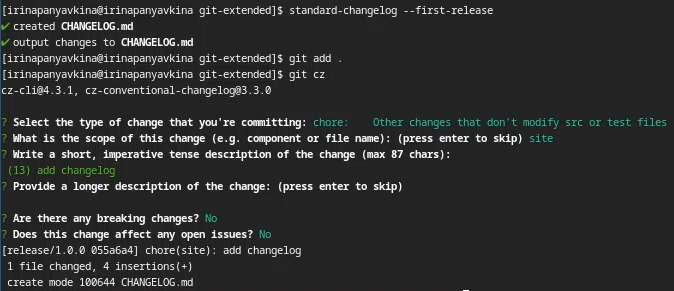 [irinapanyavkina@irinapanyavkina git-extended]$ standard-changelog --first-release
✔ created CHANGELOG.md
✔ output changes to CHANGELOG.md
[irinapanyavkina@irinapanyavkina git-extended]$ git add .
[irinapanyavkina@irinapanyavkina git-extended]$ git cz
cz-cli@4.3.1, cz-conventional-changelog@3.3.0
? Select the type of change that you're committing: chore:    Other changes that don't modify src or test files
? What is the scope of this change (e.g. component or file name): (press enter to skip) site
? Write a short, imperative tense description of the change (max 87 chars):
(13) add changelog
? Provide a longer description of the change: (press enter to skip)
? Are there any breaking changes? No
? Does this change affect any open issues? No
[release/1.0.0 055a6a4] chore(site): add changelog
1 file changed, 4 insertions(+)
create mode 100644 CHANGELOG.md